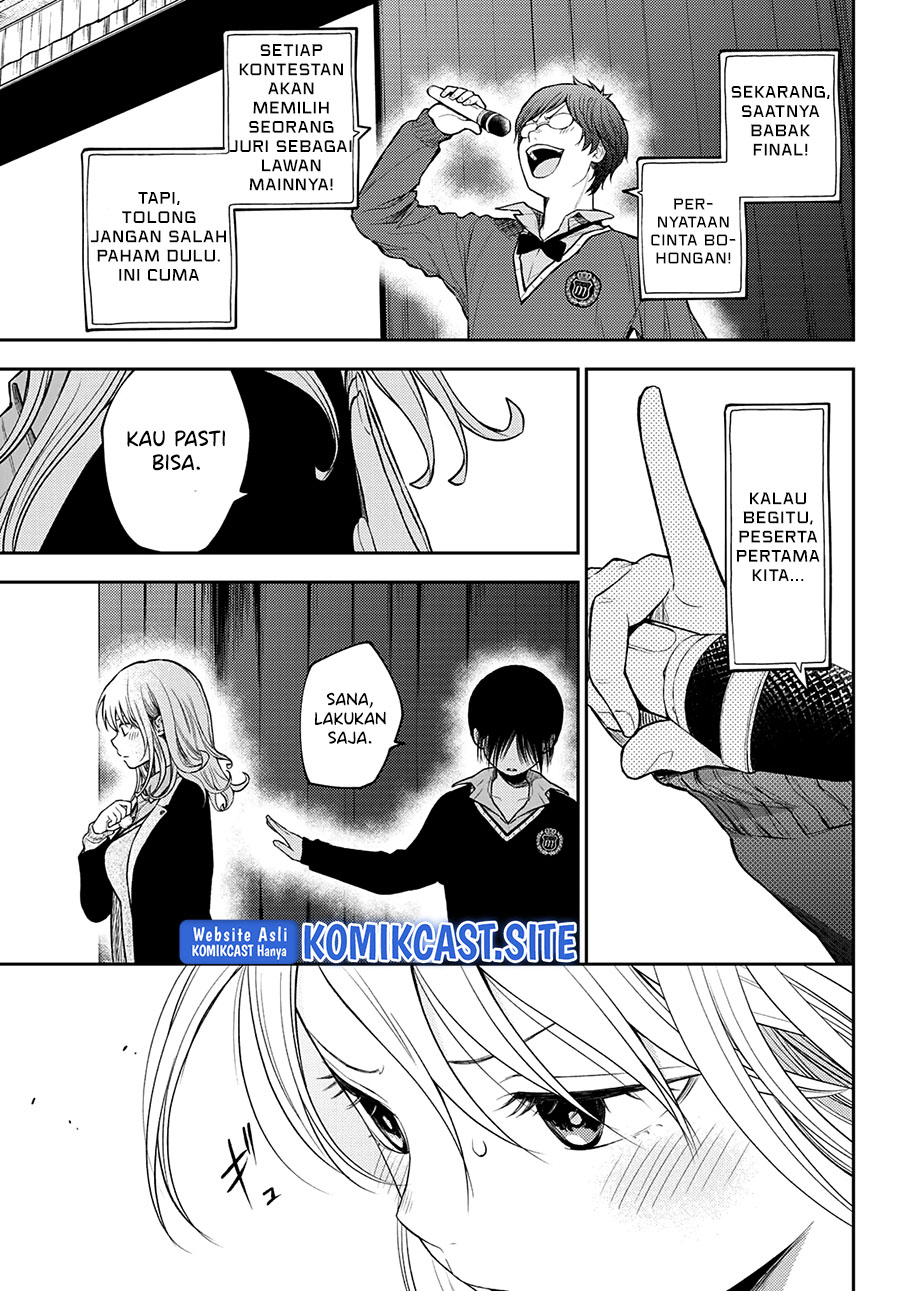 SEKARANG,
SAATNYA
BABAK
FINAL!
PER-
NYATAAN
CINTA BO-
HONGAN!
SETIAP
KONTESTAN
AKAN
MEMILIH
SEORANG
JURI SEBAGAI
LAWAN
MAINNYA!
TAPI,
TOLONG
JANGAN SALAH
PAHAM DULU.
INI CUMA
KALAU
BEGITU,
PESERTA
PERTAMA
KITA...
KAU PASTI
BISA.
SANA,
LAKUKAN
SAJA.
Website Asli
KOMIKCAST Hanya
KOMIKCAST.SITE
ギュ